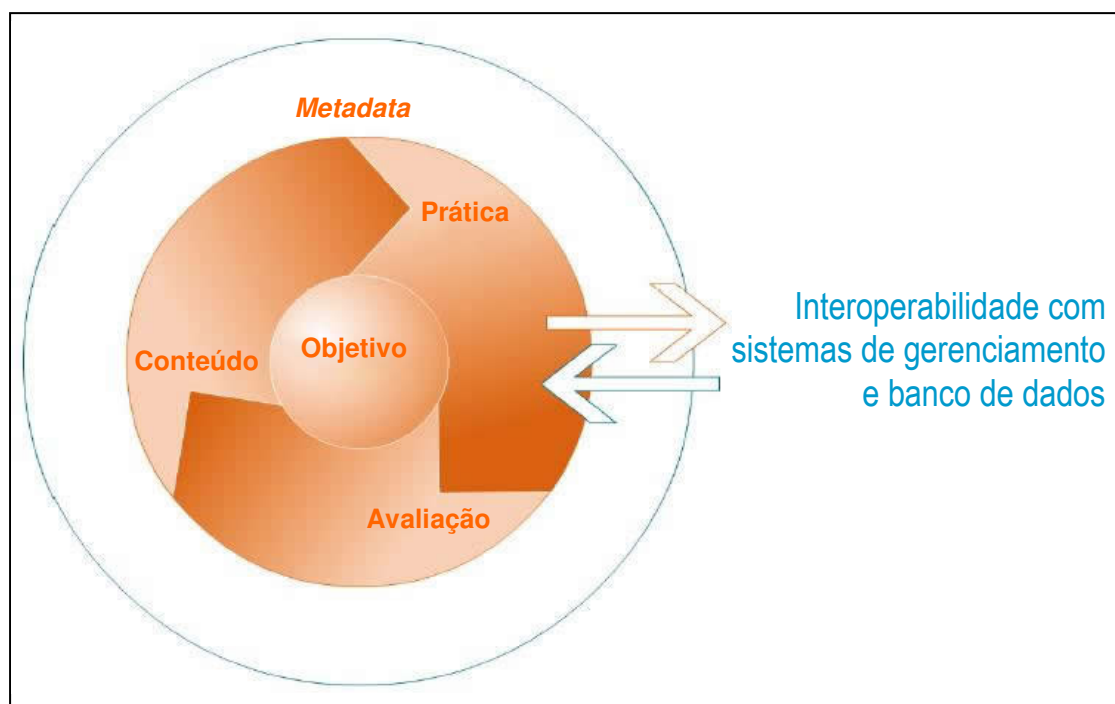 Metadata
Prática
Conteúdo
Objetivo
Avaliação
Interoperabilidade com
sistemas de gerenciamento
e banco de dados